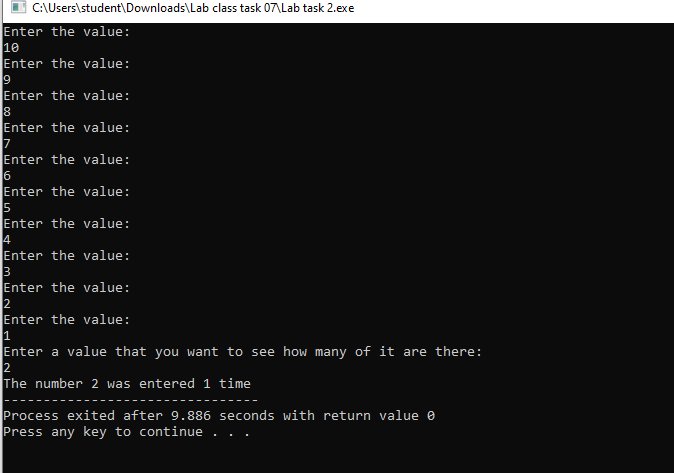 C:\Users\student\Downloads\Lab class task 07\Lab task 2.exe
Enter the value:
10
Enter the value:
9
Enter the value:
8
Enter the value:
7
Enter the value:
6
Enter the value:
5
Enter the value:
4
Enter the value:
3
Enter the value:
2
Enter the value:
1
Enter a value that you want to see how many of it are there:
2
The number 2 was entered 1 time
--------------------------------
Process exited after 9.886 seconds with return value 0
Press any key to continue . . .